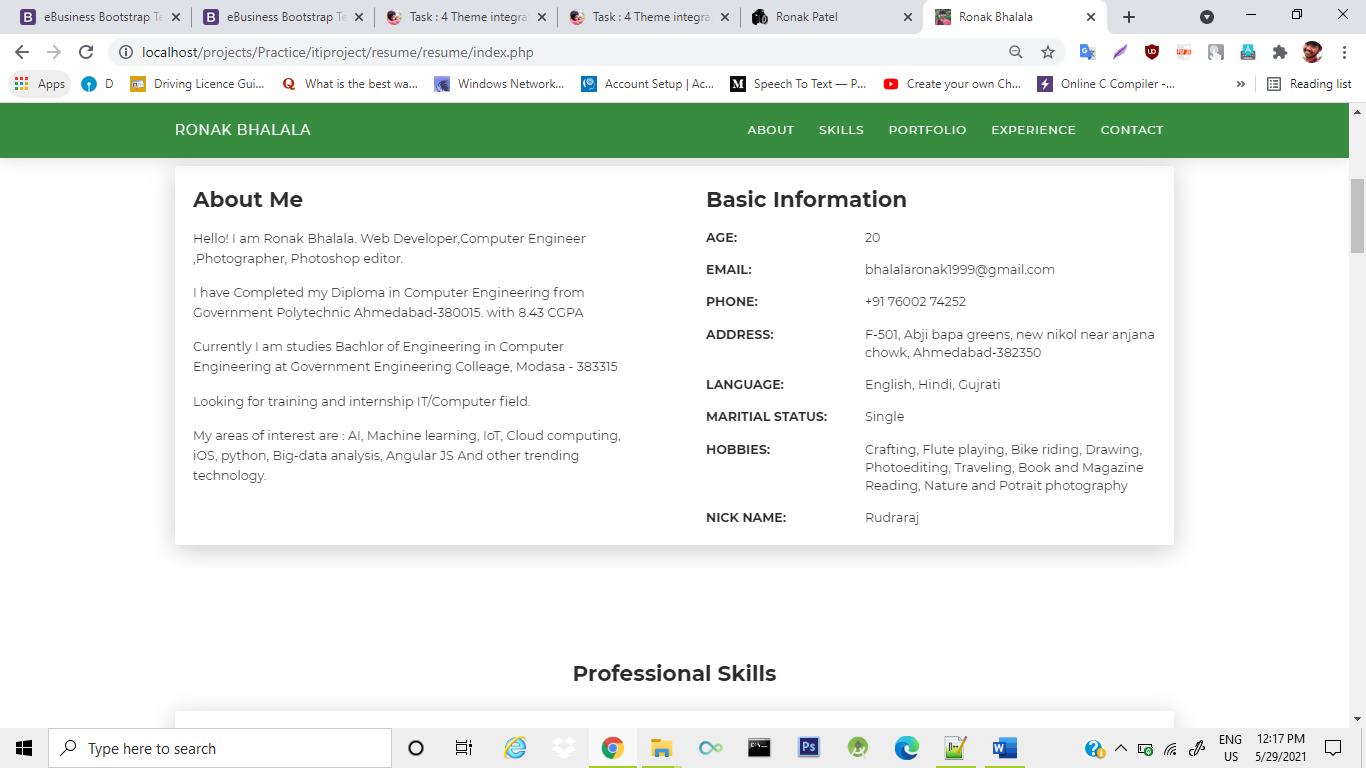 eBusiness Bootstrap Te
eBusiness Bootstrap Te
Task : 4 Theme integra
Task : 4 Theme integra
Ronak Patel
Ronak Bhalala
localhost/projects/Practice/itiproject/resume/resume/index.php
Apps
D
Driving Licence Gui...
What is the best wa...
Windows Network...
Account Setup | Ac...
Speech To Text — P...
Create your own Ch...
Online C Compiler -...
»
Reading list
RONAK BHALALA
ABOUT
SKILLS
PORTFOLIO
EXPERIENCE
CONTACT
About Me
Hello! I am Ronak Bhalala. Web Developer,Computer Engineer
,Photographer, Photoshop editor.
I have Completed my Diploma in Computer Engineering from
Government Polytechnic Ahmedabad-380015. with 8.43 CGPA
Currently I am studies Bachlor of Engineering in Computer
Engineering at Government Engineering Colleage, Modasa - 383315
Looking for training and internship IT/Computer field.
My areas of interest are : AI, Machine learning, IoT, Cloud computing,
iOS, python, Big-data analysis, Angular JS And other trending
technology.
Basic Information
AGE: 20
EMAIL: bhalalaronak1999@gmail.com
PHONE: +91 76002 74252
ADDRESS: F-501, Abji bapa greens, new nikol near anjana
chowk, Ahmedabad-382350
LANGUAGE: English, Hindi, Gujrati
MARITIAL STATUS: Single
HOBBIES: Crafting, Flute playing, Bike riding, Drawing,
Photoediting, Traveling, Book and Magazine
Reading, Nature and Potrait photography
NICK NAME: Rudraraj
Professional Skills
Type here to search
ENG
US
12:17 PM
5/29/2021